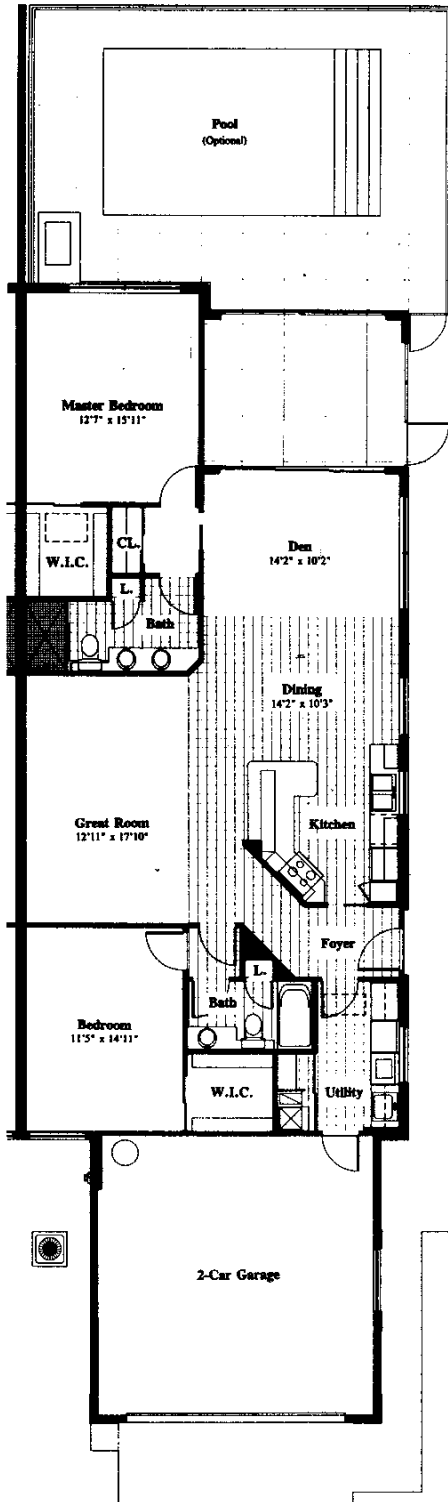 Pool
(Optional)
Master Bedroom
12'7" x 15'11"
W.I.C.
CL.
L.
Bath
Den
14'2" x 10'2"
Dining
14'2" x 10'3"
Great Room
12'11" x 17'10"
Kitchen
Foyer
L.
Bath
Bedroom
11'5" x 14'11"
W.I.C.
Utility
2-Car Garage